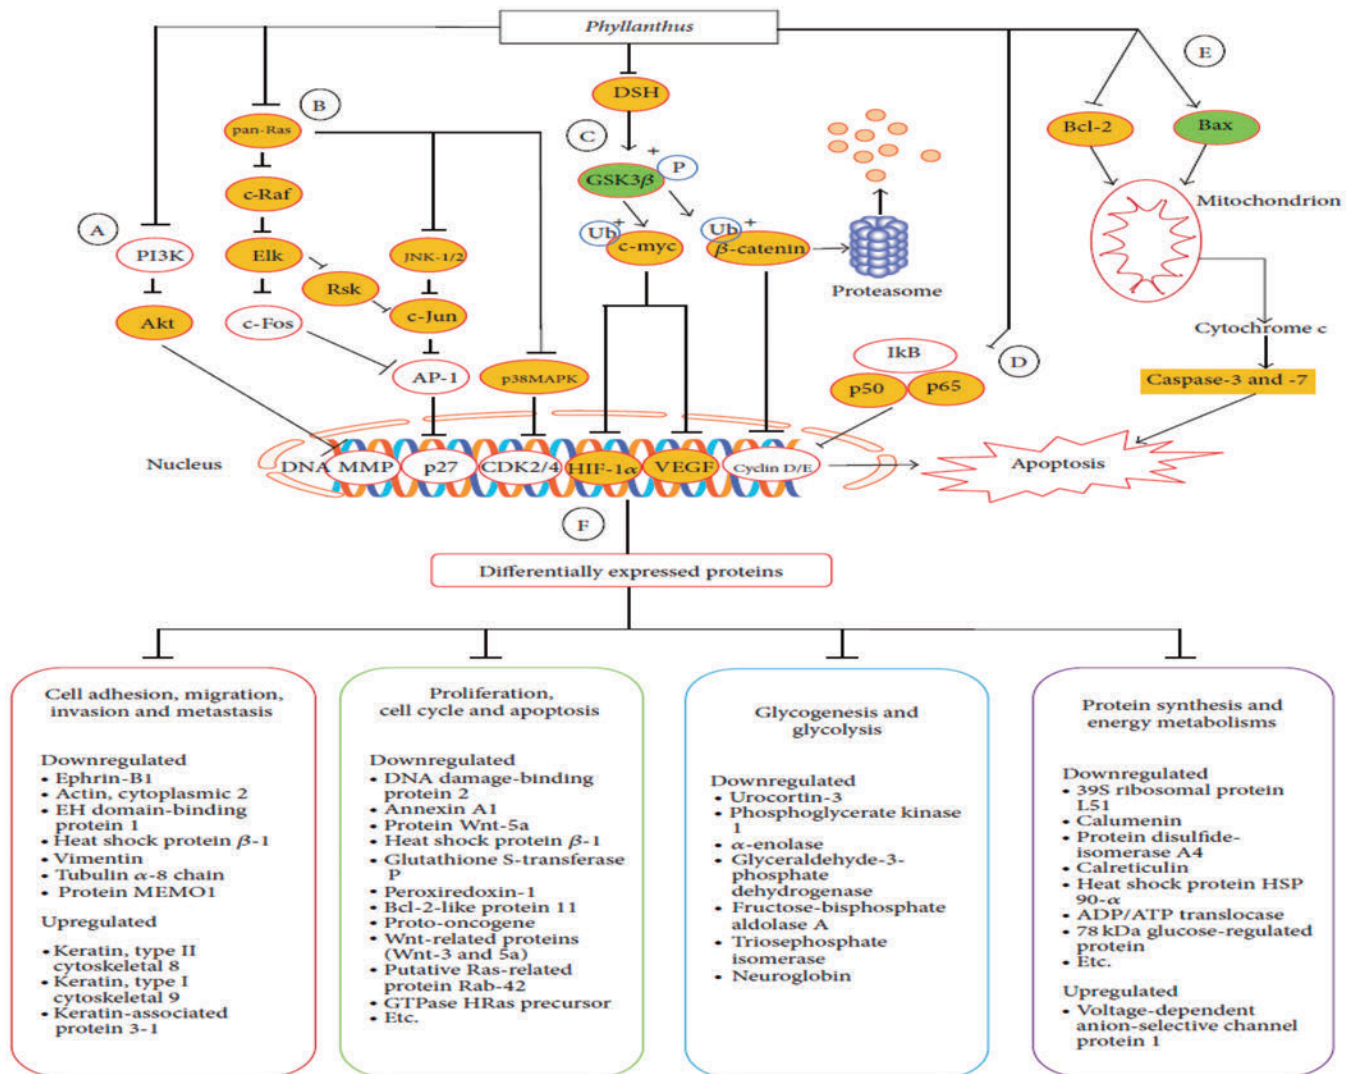 Phyllanthus
E
DSH
B
pan-Ras
C
+
P
GSK3β
Bcl-2
Bax
c-Raf
Mitochondrion
A
PI3K
Elk
JNK-1/2
Ub
+
c-myc
Ub
+
β-catenin
Rsk
Proteasome
Akt
c-Fos
c-Jun
Cytochrome c
IkB
D
AP-1
p38MAPK
p50
p65
Caspase-3 and -7
Nucleus
DNA
MMP
p27
CDK2/4
HIF-1α
VEGF
Cyclin D/E
Apoptosis
F
Differentially expressed proteins
Cell adhesion, migration,
invasion and metastasis
Downregulated
• Ephrin-B1
• Actin, cytoplasmic 2
• EH domain-binding
protein 1
• Heat shock protein β-1
• Vimentin
• Tubulin α-8 chain
• Protein MEMO1
Upregulated
• Keratin, type II
cytoskeletal 8
• Keratin, type I
cytoskeletal 9
• Keratin-associated
protein 3-1
Proliferation,
cell cycle and apoptosis
Downregulated
• DNA damage-binding
protein 2
• Annexin A1
• Protein Wnt-5a
• Heat shock protein β-1
• Glutathione S-transferase
P
• Peroxiredoxin-1
• Bcl-2-like protein 11
• Proto-oncogene
• Wnt-related proteins
(Wnt-3 and 5a)
• Putative Ras-related
protein Rab-42
• GTPase HRas precursor
• Etc.
Glycogenesis and
glycolysis
Downregulated
• Urocortin-3
• Phosphoglycerate kinase
1
• α-enolase
• Glyceraldehyde-3-
phosphate
dehydrogenase
• Fructose-bisphosphate
aldolase A
• Triosephosphate
isomerase
• Neuroglobin
Protein synthesis and
energy metabolisms
Downregulated
• 39S ribosomal protein
L51
• Calumenin
• Protein disulfide-
isomerase A4
• Calreticulin
• Heat shock protein HSP
90-α
• ADP/ATP translocase
• 78 kDa glucose-regulated
protein
• Etc.
Upregulated
• Voltage-dependent
anion-selective channel
protein 1